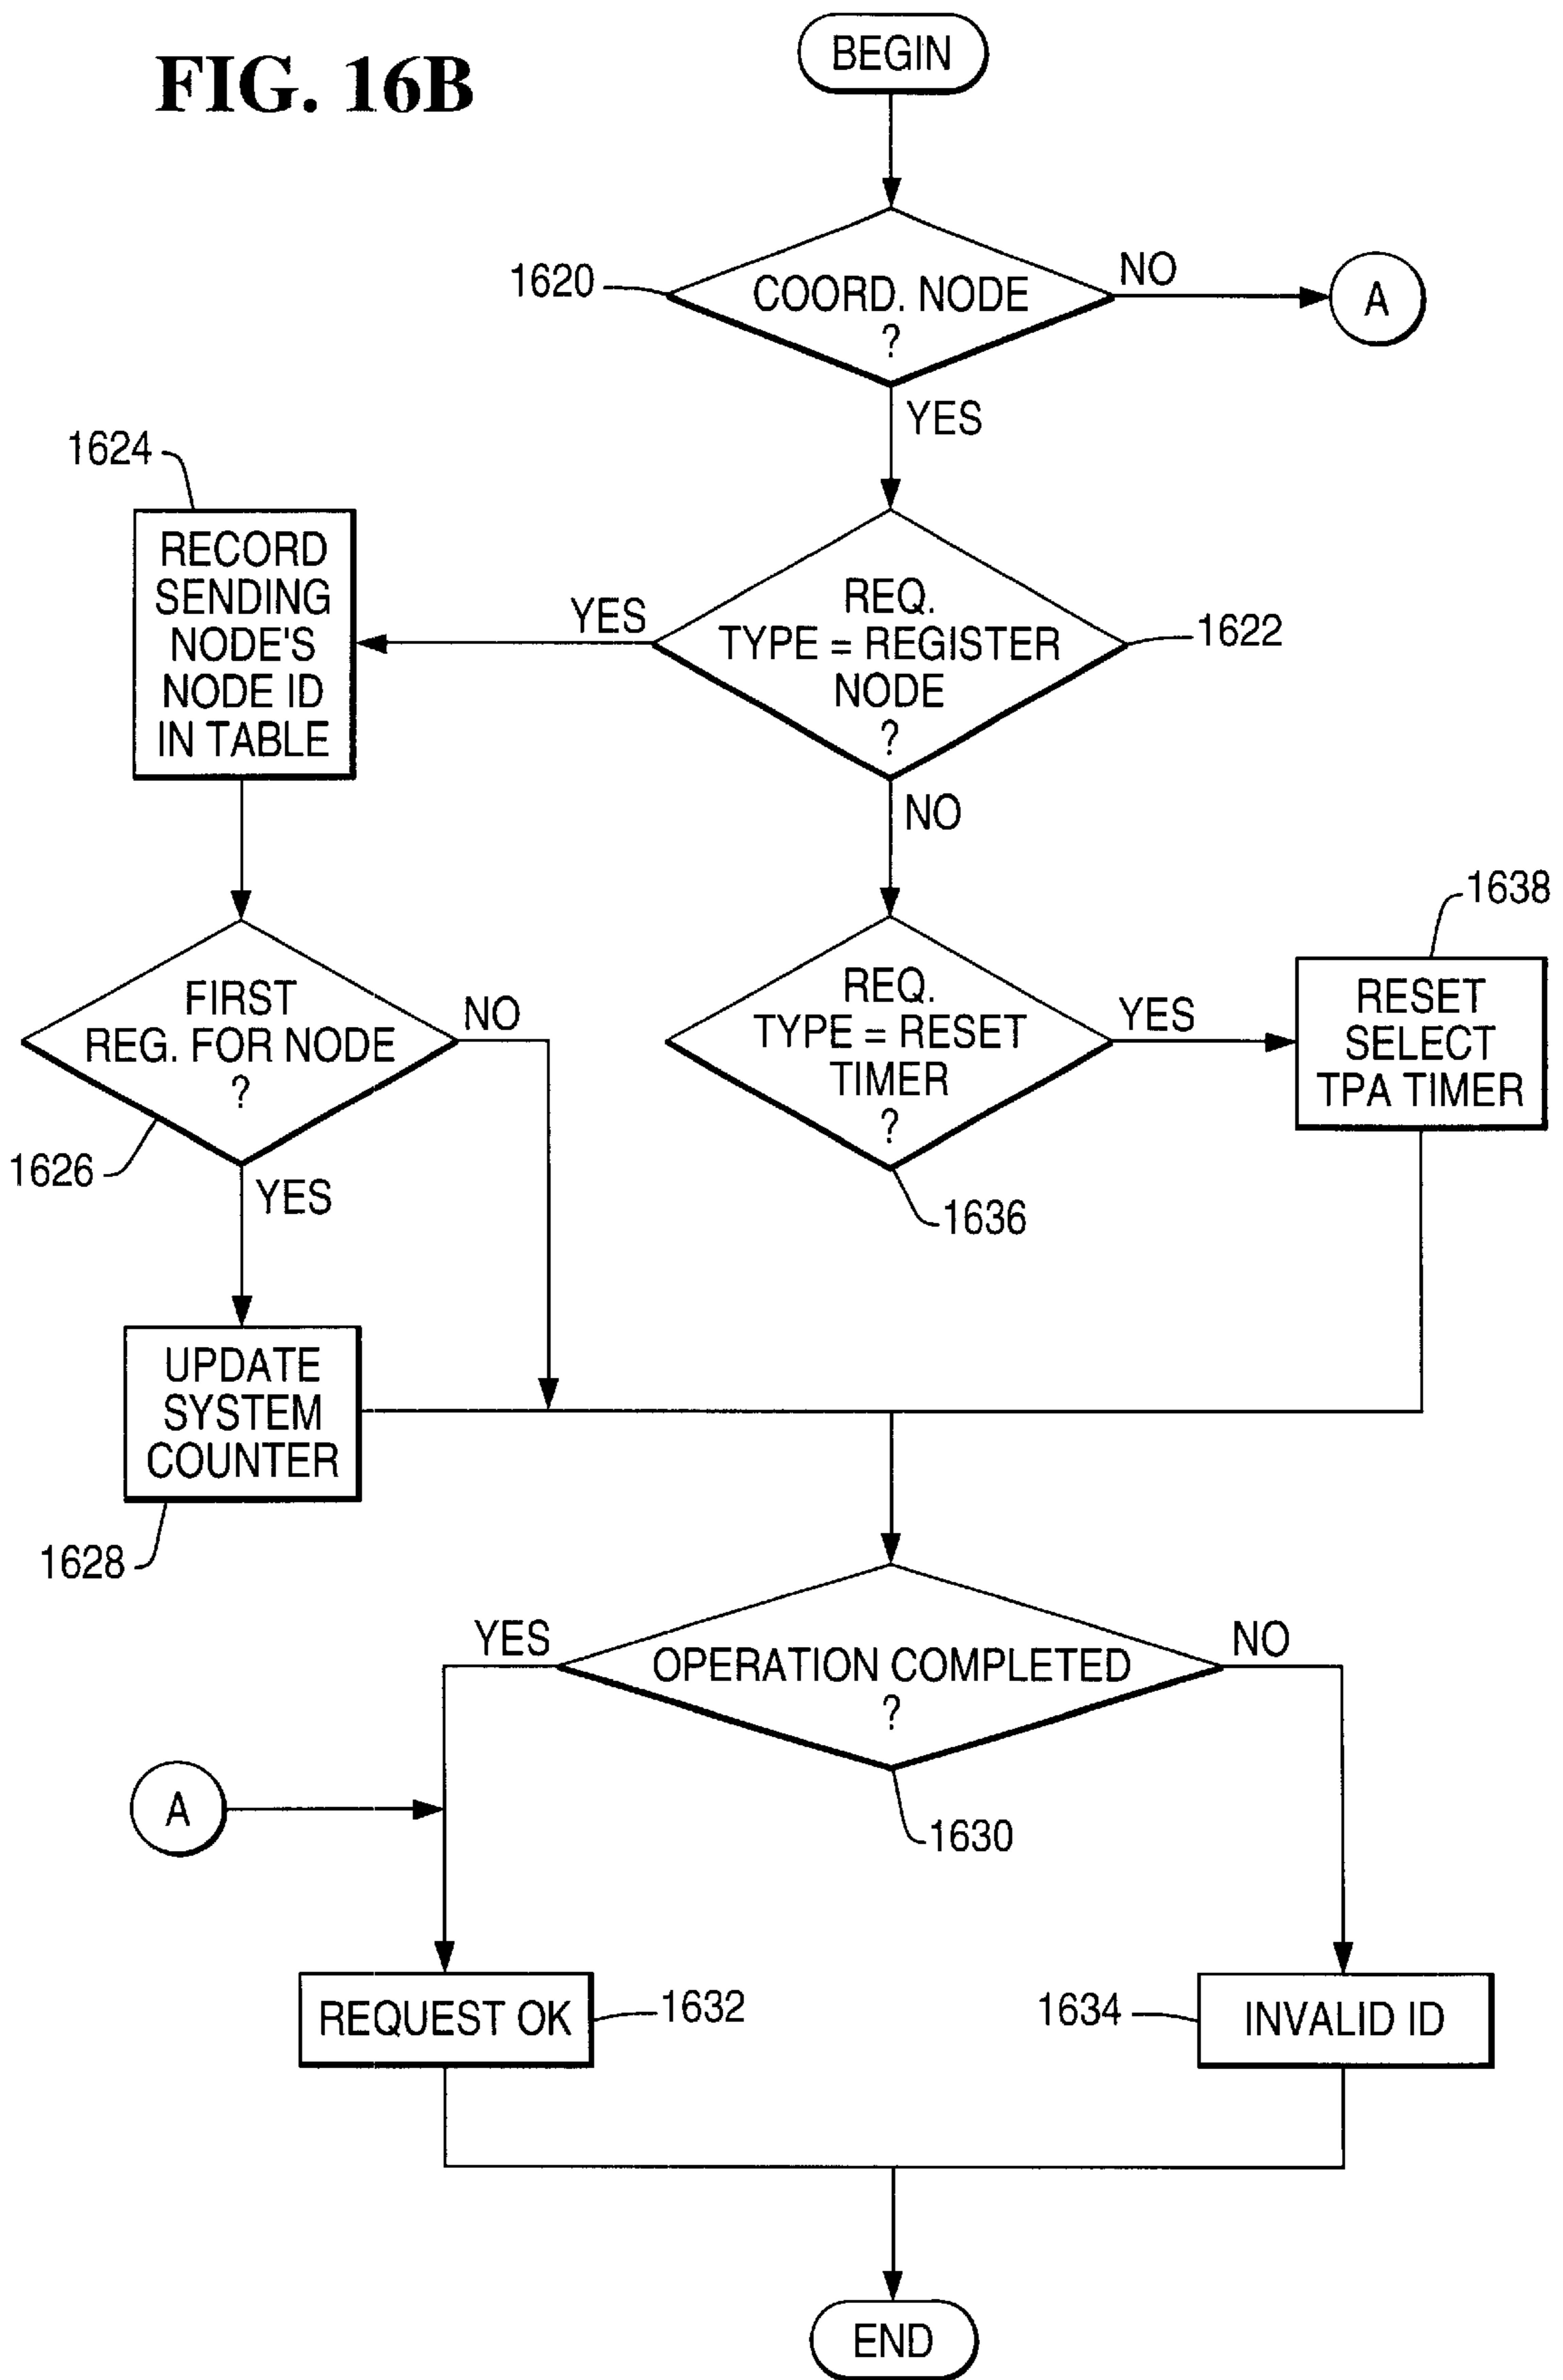 FIG. 16B
BEGIN
1620
COORD. NODE
?
NO
A
YES
1624
RECORD
SENDING
NODE'S
NODE ID
IN TABLE
YES
REQ.
TYPE = REGISTER
NODE
?
1622
NO
1638
FIRST
REG. FOR NODE
?
NO
REQ.
TYPE = RESET
TIMER
?
YES
RESET
SELECT
TPA TIMER
1626
YES
1636
UPDATE
SYSTEM
COUNTER
1628
YES
OPERATION COMPLETED
?
NO
A
1630
REQUEST OK
1632
1634
INVALID ID
END